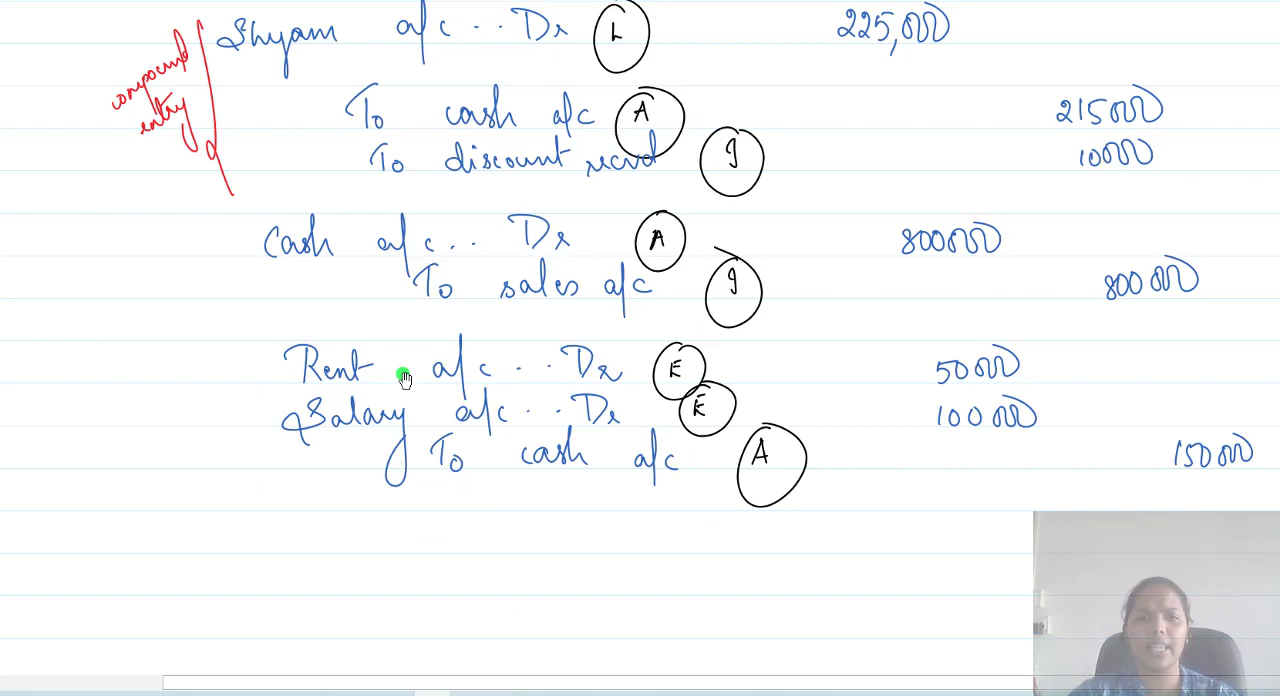 Shyam a/c .. Dr L 225,000
compound
entry
To cash a/c A 215000
To discount recvd I 10000
Cash a/c .. Dr A 800000
To sales a/c I 800000
Rent a/c ... Dr E 50000
Salary a/c ... Dr E 100000
To cash a/c A 150000